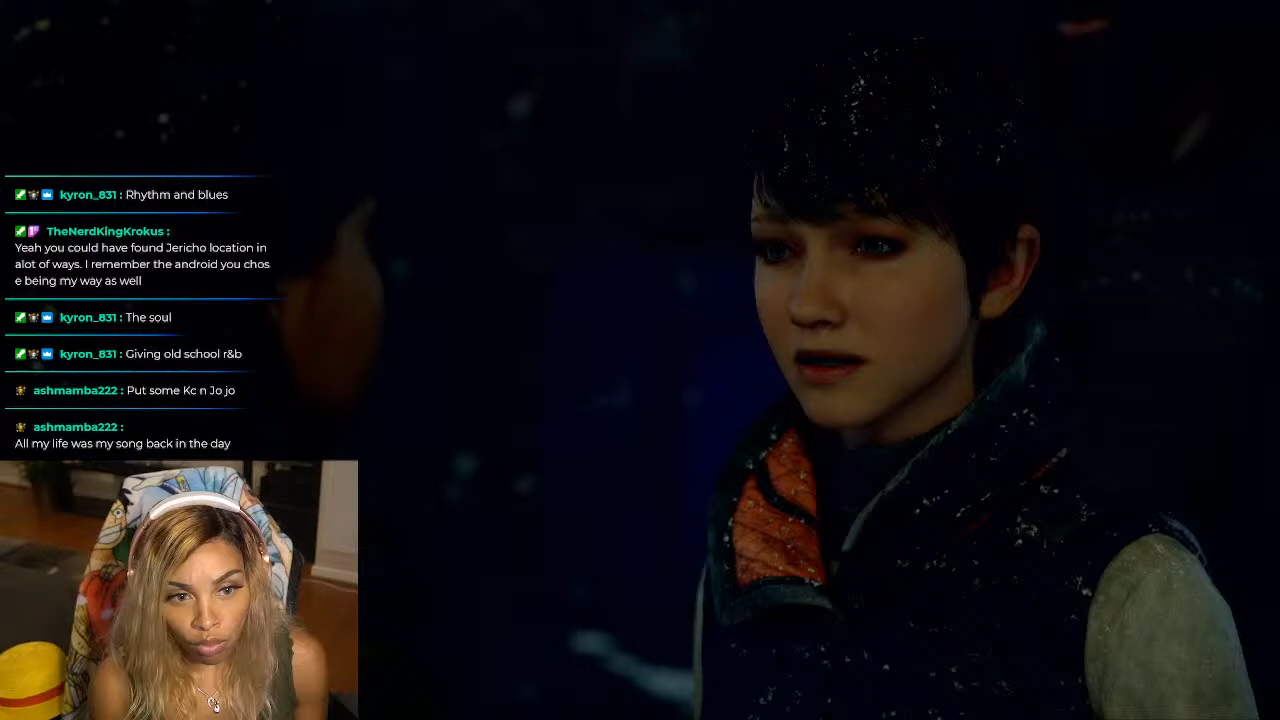 kyron_831 : Rhythm and blues
TheNerdKingKrokus :
Yeah you could have found Jericho location in
alot of ways. I remember the android you chos
e being my way as well
kyron_831 : The soul
kyron_831 : Giving old school r&b
ashmamba222 : Put some Kc n Jo jo
ashmamba222 :
All my life was my song back in the day